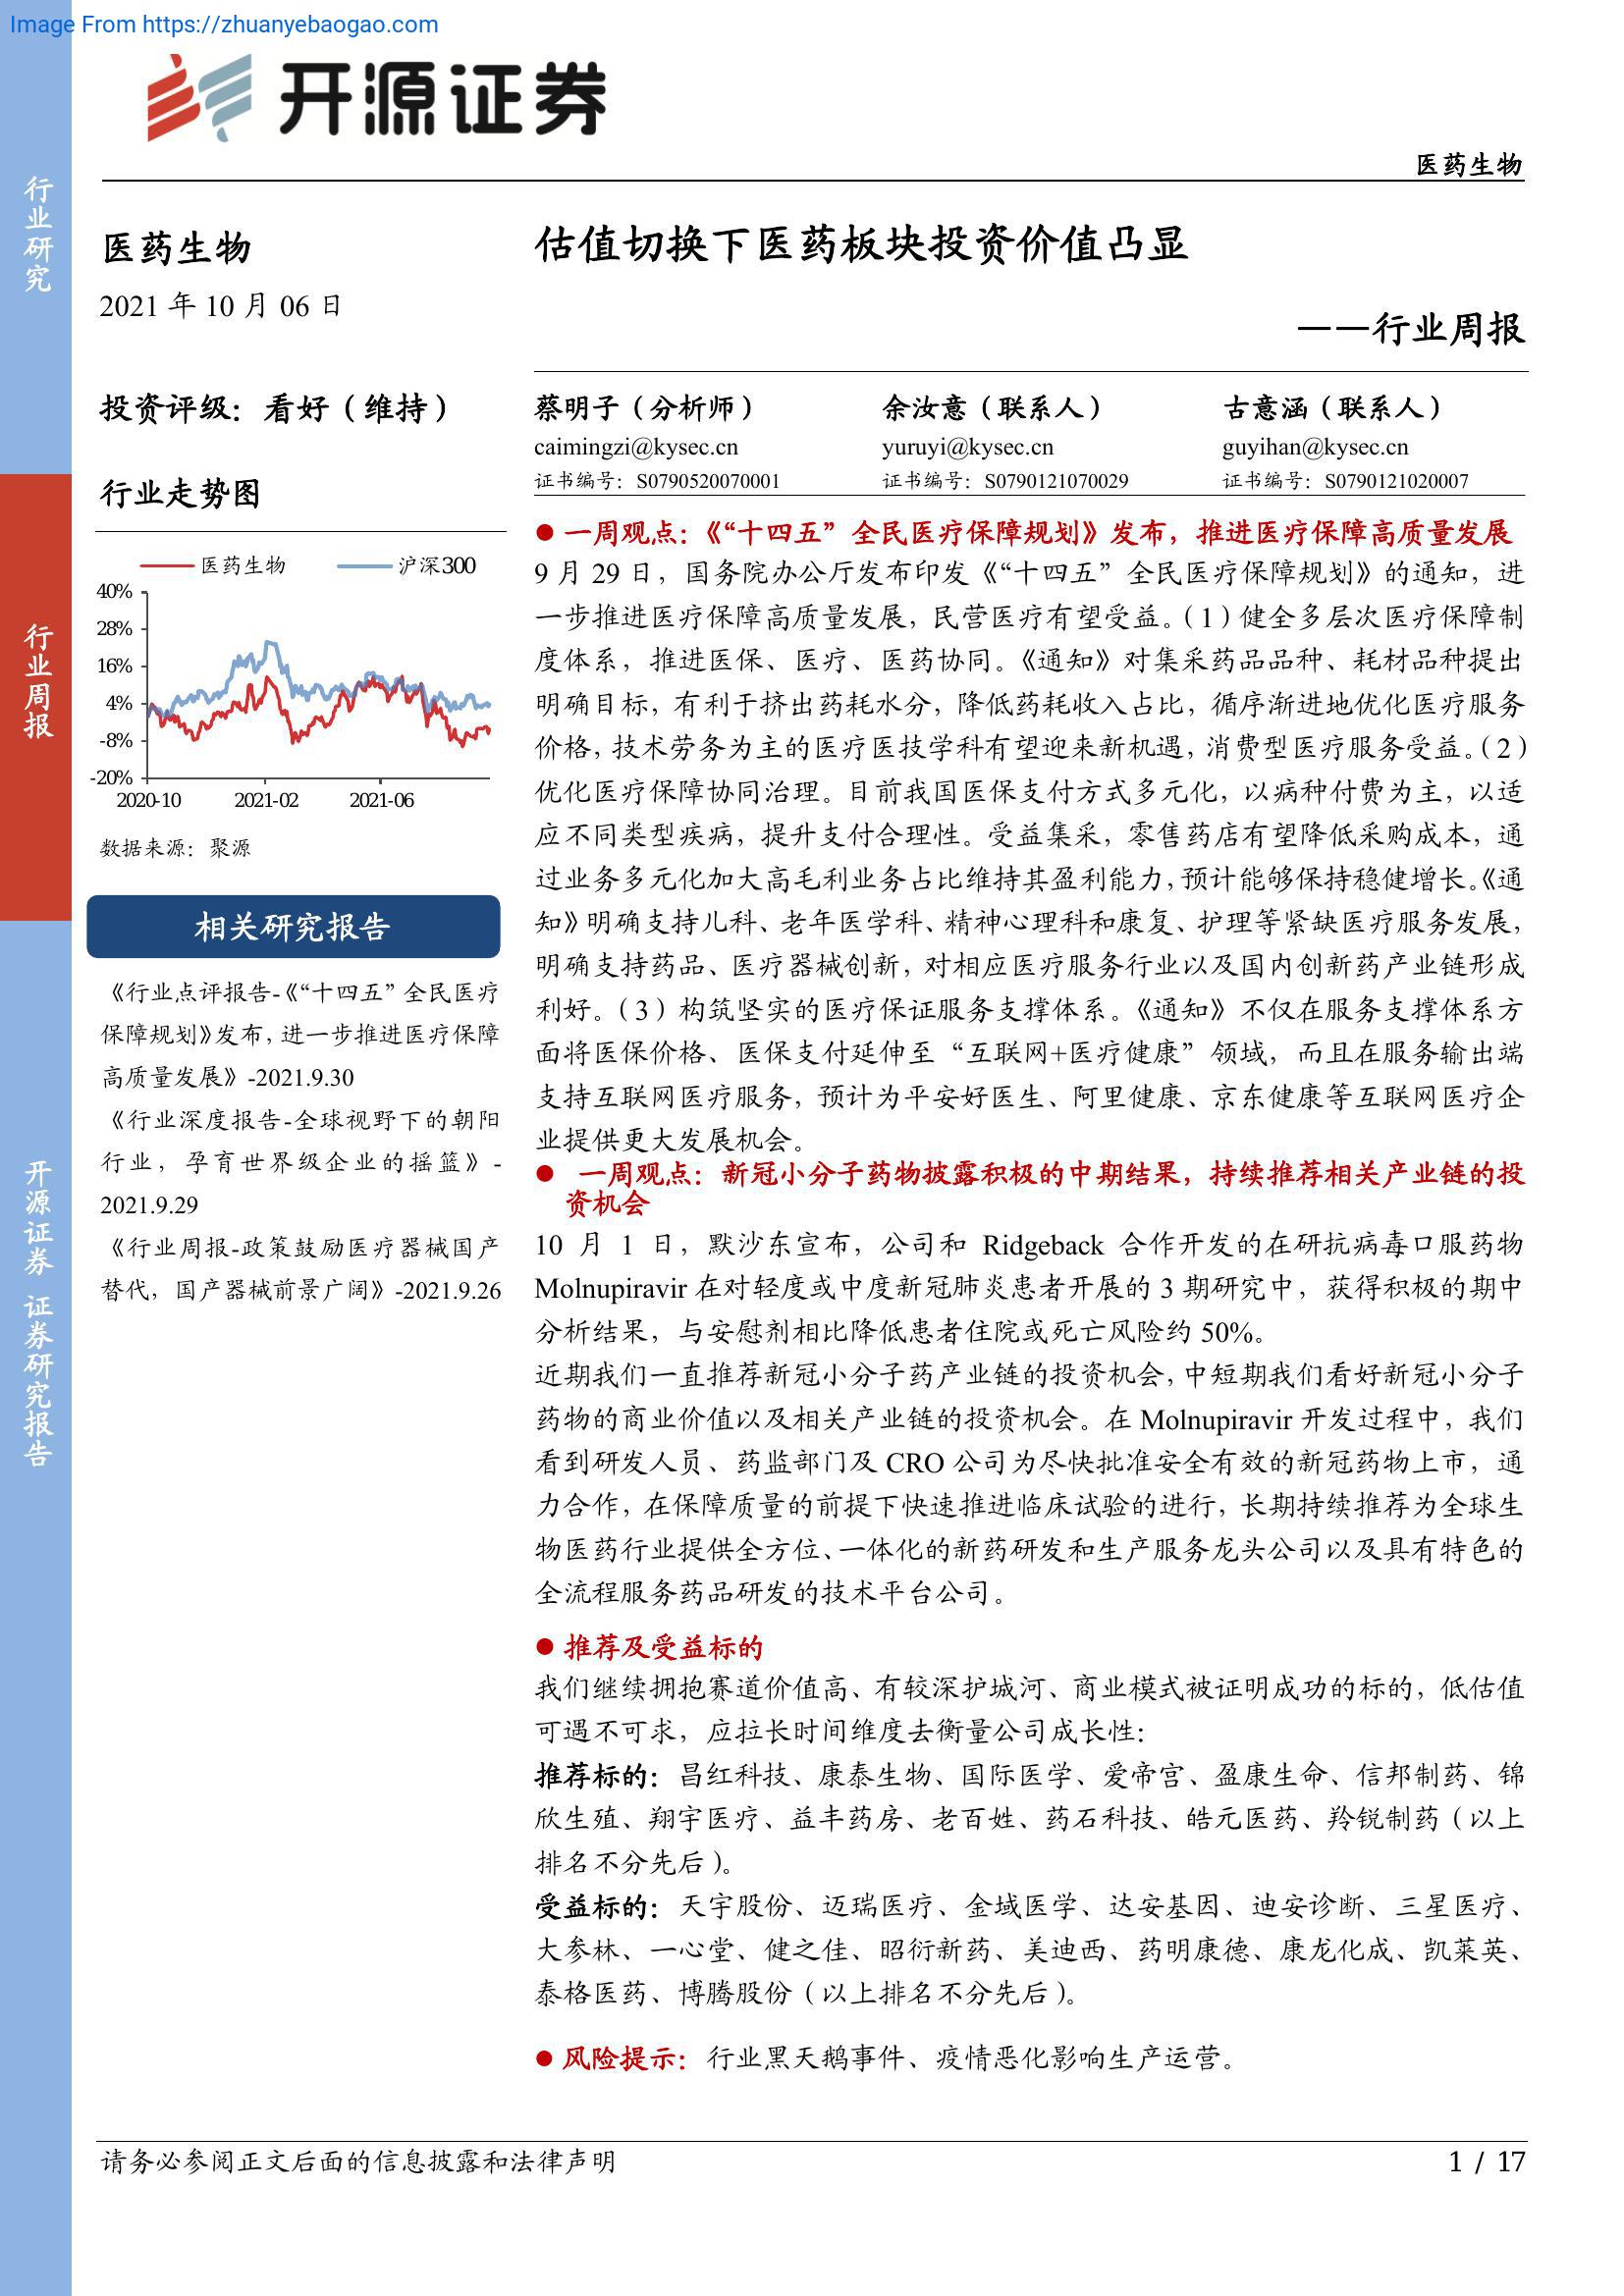 Image From https://zhuanyebaogao.com
开源证券
医药生物
行业研究
行业周报
开源证券 证券研究报告
医药生物
2021 年 10 月 06 日
投资评级：看好（维持）
行业走势图
医药生物 沪深300
40%
28%
16%
4%
-8%
-20%
2020-10 2021-02 2021-06
数据来源：聚源
相关研究报告
《行业点评报告-《“十四五”全民医疗
保障规划》发布，进一步推进医疗保障
高质量发展》-2021.9.30
《行业深度报告-全球视野下的朝阳
行业，孕育世界级企业的摇篮》-
2021.9.29
《行业周报-政策鼓励医疗器械国产
替代，国产器械前景广阔》-2021.9.26
估值切换下医药板块投资价值凸显
——行业周报
蔡明子（分析师） 余汝意（联系人） 古意涵（联系人）
caimingzi@kysec.cn yuruyi@kysec.cn guyihan@kysec.cn
证书编号：S0790520070001 证书编号：S0790121070029 证书编号：S0790121020007
● 一周观点：《“十四五”全民医疗保障规划》发布，推进医疗保障高质量发展
9 月 29 日，国务院办公厅发布印发《“十四五”全民医疗保障规划》的通知，进
一步推进医疗保障高质量发展，民营医疗有望受益。（1）健全多层次医疗保障制
度体系，推进医保、医疗、医药协同。《通知》对集采药品品种、耗材品种提出
明确目标，有利于挤出药耗水分，降低药耗收入占比，循序渐进地优化医疗服务
价格，技术劳务为主的医疗医技学科有望迎来新机遇，消费型医疗服务受益。（2）
优化医疗保障协同治理。目前我国医保支付方式多元化，以病种付费为主，以适
应不同类型疾病，提升支付合理性。受益集采，零售药店有望降低采购成本，通
过业务多元化加大高毛利业务占比维持其盈利能力，预计能够保持稳健增长。《通
知》明确支持儿科、老年医学科、精神心理科和康复、护理等紧缺医疗服务发展，
明确支持药品、医疗器械创新，对相应医疗服务行业以及国内创新药产业链形成
利好。（3）构筑坚实的医疗保证服务支撑体系。《通知》不仅在服务支撑体系方
面将医保价格、医保支付延伸至“互联网+医疗健康”领域，而且在服务输出端
支持互联网医疗服务，预计为平安好医生、阿里健康、京东健康等互联网医疗企
业提供更大发展机会。
● 一周观点：新冠小分子药物披露积极的中期结果，持续推荐相关产业链的投
资机会
10 月 1 日，默沙东宣布，公司和 Ridgeback 合作开发的在研抗病毒口服药物
Molnupiravir 在对轻度或中度新冠肺炎患者开展的 3 期研究中，获得积极的期中
分析结果，与安慰剂相比降低患者住院或死亡风险约 50%。
近期我们一直推荐新冠小分子药产业链的投资机会，中短期我们看好新冠小分子
药物的商业价值以及相关产业链的投资机会。在 Molnupiravir 开发过程中，我们
看到研发人员、药监部门及 CRO 公司为尽快批准安全有效的新冠药物上市，通
力合作，在保障质量的前提下快速推进临床试验的进行，长期持续推荐为全球生
物医药行业提供全方位、一体化的新药研发和生产服务龙头公司以及具有特色的
全流程服务药品研发的技术平台公司。
● 推荐及受益标的
我们继续拥抱赛道价值高、有较深护城河、商业模式被证明成功的标的，低估值
可遇不可求，应拉长时间维度去衡量公司成长性：
推荐标的：昌红科技、康泰生物、国际医学、爱帝宫、盈康生命、信邦制药、锦
欣生殖、翔宇医疗、益丰药房、老百姓、药石科技、皓元医药、羚锐制药（以上
排名不分先后）。
受益标的：天宇股份、迈瑞医疗、金域医学、达安基因、迪安诊断、三星医疗、
大参林、一心堂、健之佳、昭衍新药、美迪西、药明康德、康龙化成、凯莱英、
泰格医药、博腾股份（以上排名不分先后）。
● 风险提示：行业黑天鹅事件、疫情恶化影响生产运营。
请务必参阅正文后面的信息披露和法律声明 1 / 17